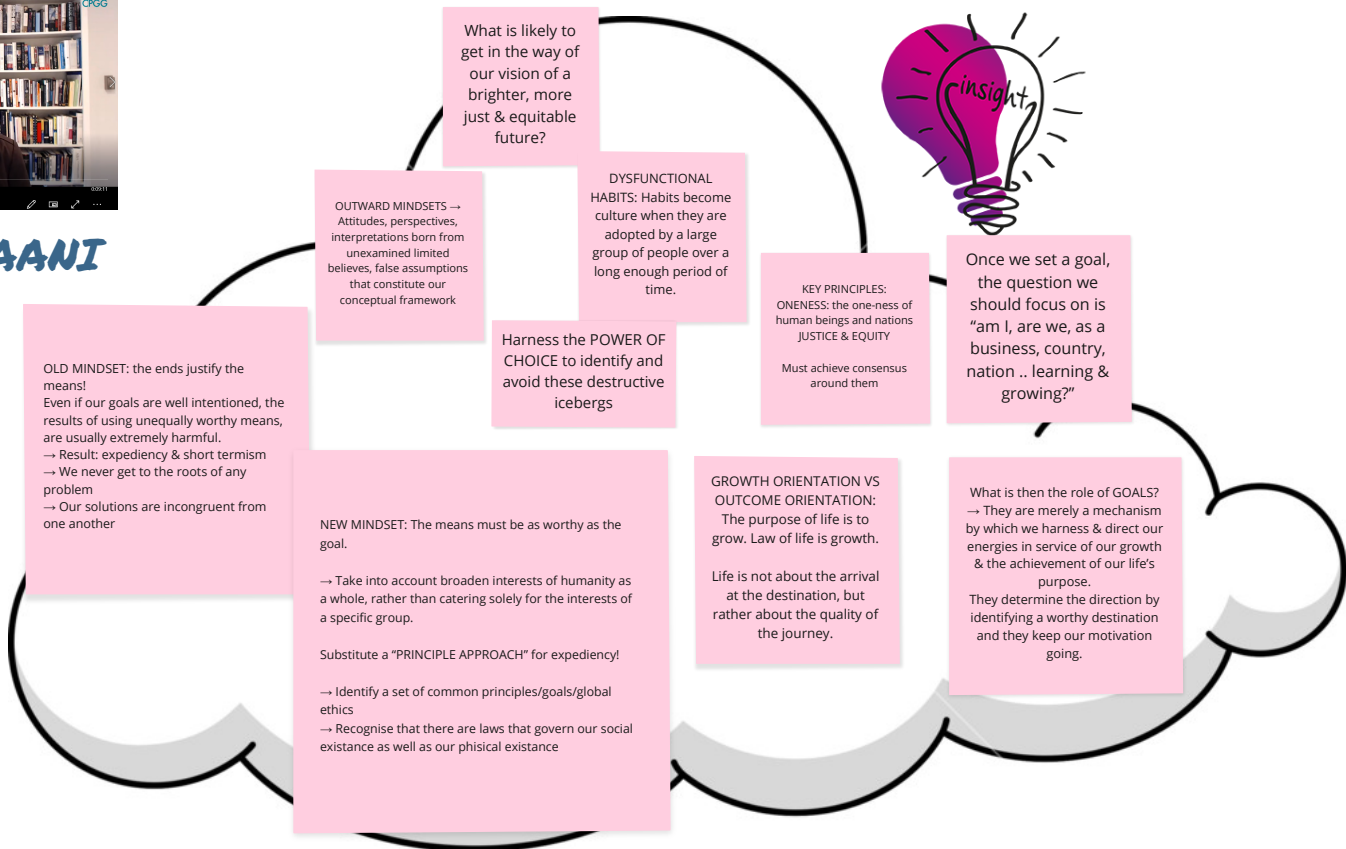 CPGG
0:09:11
AANI
What is likely to
get in the way of
our vision of a
brighter, more
just & equitable
future?
insight
OUTWARD MINDSETS →
Attitudes, perspectives,
interpretations born from
unexamined limited
believes, false assumptions
that constitute our
conceptual framework
DYSFUNCTIONAL
HABITS: Habits become
culture when they are
adopted by a large
group of people over a
long enough period of
time.
Harness the POWER OF
CHOICE to identify and
avoid these destructive
icebergs
KEY PRINCIPLES:
ONENESS: the one-ness of
human beings and nations
JUSTICE & EQUITY
Must achieve consensus
around them
Once we set a goal,
the question we
should focus on is
“am I, are we, as a
business, country,
nation .. learning &
growing?”
OLD MINDSET: the ends justify the
means!
Even if our goals are well intentioned, the
results of using unequally worthy means,
are usually extremely harmful.
→ Result: expediency & short termism
→ We never get to the roots of any
problem
→ Our solutions are incongruent from
one another
NEW MINDSET: The means must be as worthy as the
goal.
→ Take into account broaden interests of humanity as
a whole, rather than catering solely for the interests of
a specific group.
Substitute a “PRINCIPLE APPROACH” for expediency!
→ Identify a set of common principles/goals/global
ethics
→ Recognise that there are laws that govern our social
existance as well as our phisical existance
GROWTH ORIENTATION VS
OUTCOME ORIENTATION:
The purpose of life is to
grow. Law of life is growth.
Life is not about the arrival
at the destination, but
rather about the quality of
the journey.
What is then the role of GOALS?
→ They are merely a mechanism
by which we harness & direct our
energies in service of our growth
& the achievement of our life’s
purpose.
They determine the direction by
identifying a worthy destination
and they keep our motivation
going.